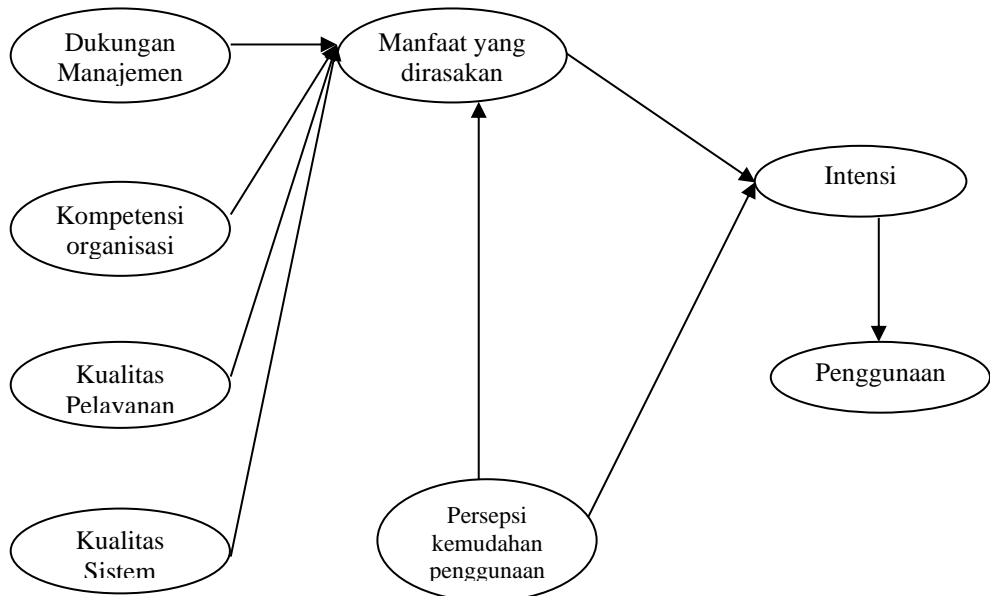 Dukungan
Manajemen
Manfaat yang
dirasakan
Intensi
Kompetensi
organisasi
Kualitas
Pelayanan
Penggunaan
Kualitas
Sistem
Persepsi
kemudahan
penggunaan